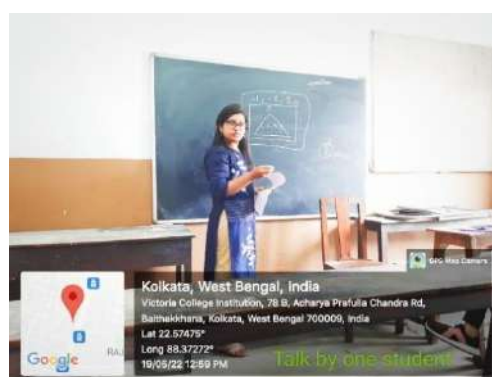 GPS Map Camera
Kolkata, West Bengal, India
Victoria College Institution, 78 B, Acharya Prafulla Chandra Rd,
Baithakkhana, Kolkata, West Bengal 700009, India
Lat 22.57475°
Long 88.37272°
19/05/22 12:59 PM
Google
RAJ
Talk by one student